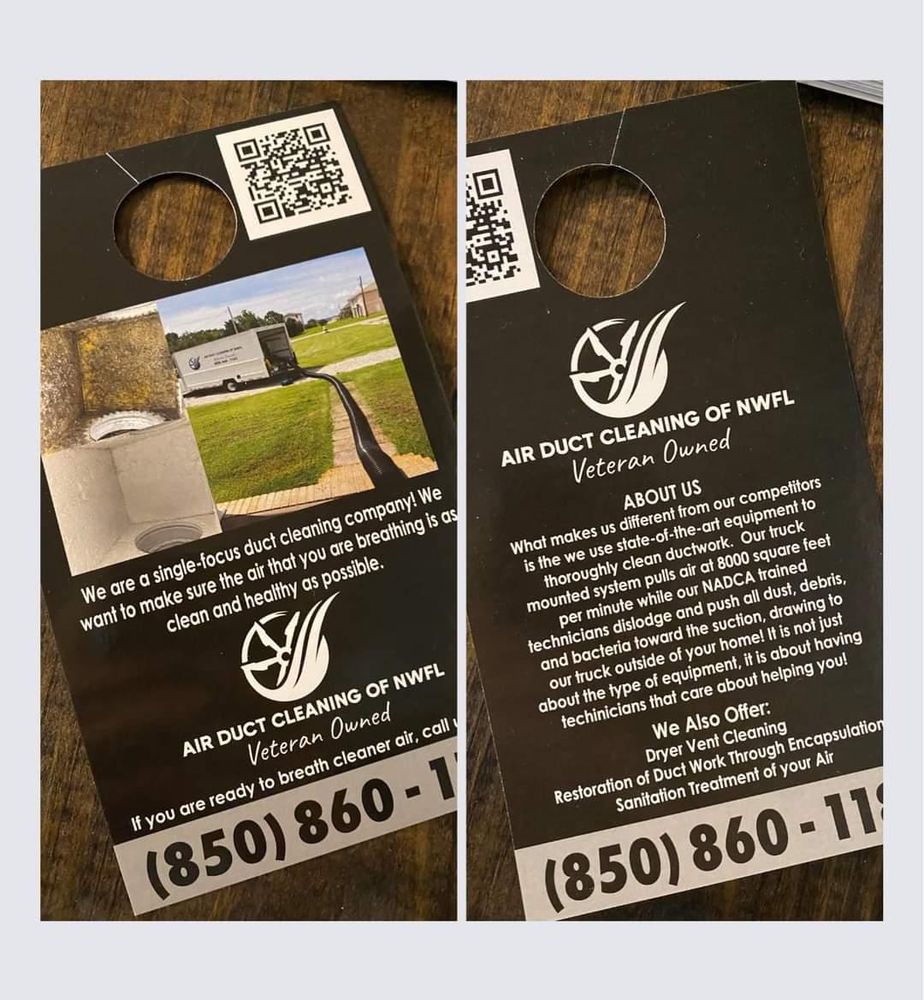 AIR DUCT CLEANING OF NWFL
We are a single-focus duct cleaning company! We
want to make sure the air that you are breathing is as
clean and healthy as possible.
AIR DUCT CLEANING OF NWFL
Veteran Owned
If you are ready to breath cleaner air, call
(850) 860 - 1
AIR DUCT CLEANING OF NWFL
Veteran Owned
ABOUT US
What makes us different from our competitors
is the we use state-of-the-art equipment to
thoroughly clean ductwork. Our truck
mounted system pulls air at 8000 square feet
per minute while our NADCA trained
technicians dislodge and push all dust, debris,
and bacteria toward the suction, drawing to
our truck outside of your home! It is not just
about the type of equipment, it is about having
techinicians that care about helping you!
We Also Offer:
Dryer Vent Cleaning
Restoration of Duct Work Through Encapsulation
Sanitation Treatment of your Air
(850) 860 - 118